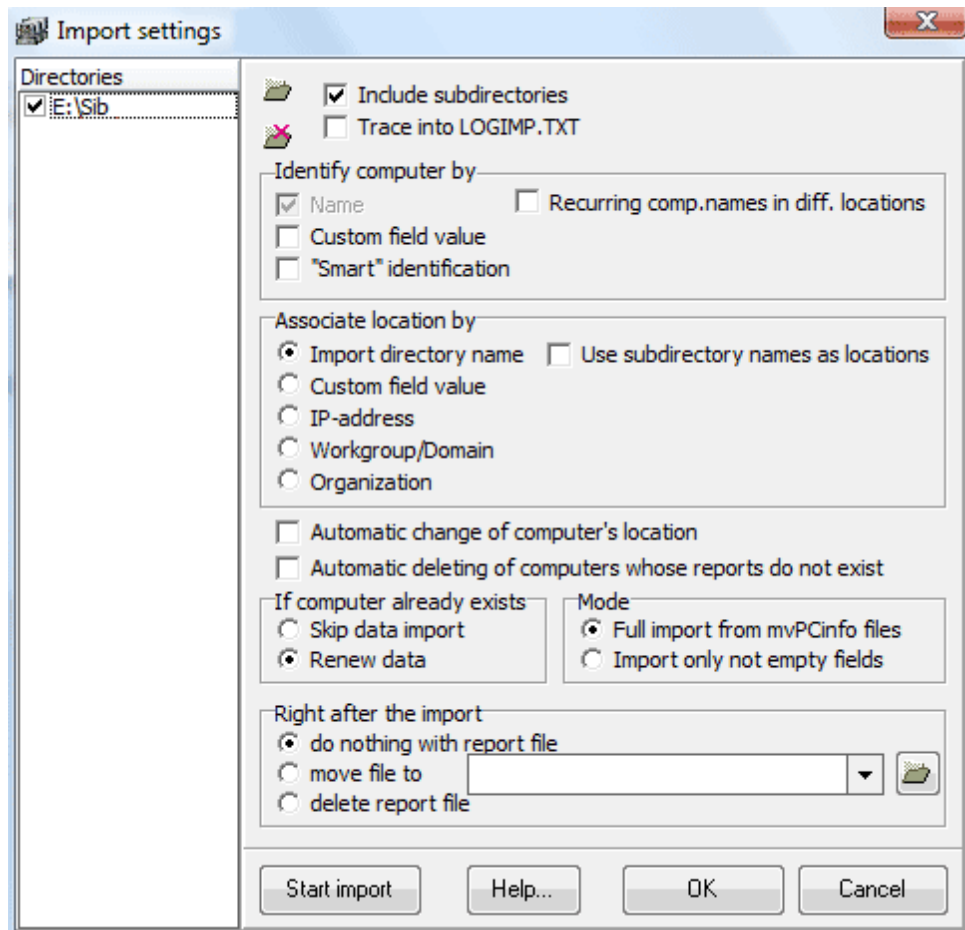 Import settings
Directories
E:\Sib
Include subdirectories
Trace into LOGIMP.TXT
Identify computer by
Name
Recurring comp.names in diff. locations
Custom field value
"Smart" identification
Associate location by
Import directory name
Use subdirectory names as locations
Custom field value
IP-address
Workgroup/Domain
Organization
Automatic change of computer's location
Automatic deleting of computers whose reports do not exist
If computer already exists
Skip data import
Renew data
Mode
Full import from mvPCinfo files
Import only not empty fields
Right after the import
do nothing with report file
move file to
delete report file
Start import
Help...
OK
Cancel